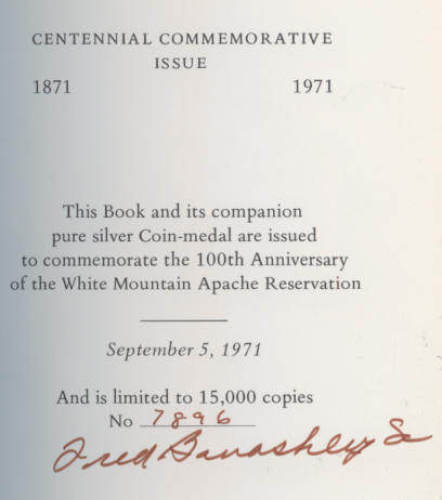 CENTENNIAL COMMEMORATIVE
ISSUE
1871 1971
This Book and its companion
pure silver Coin-medal are issued
to commemorate the 100th Anniversary
of the White Mountain Apache Reservation
September 5, 1971
And is limited to 15,000 copies
No 7896
Fred Banashley Sr